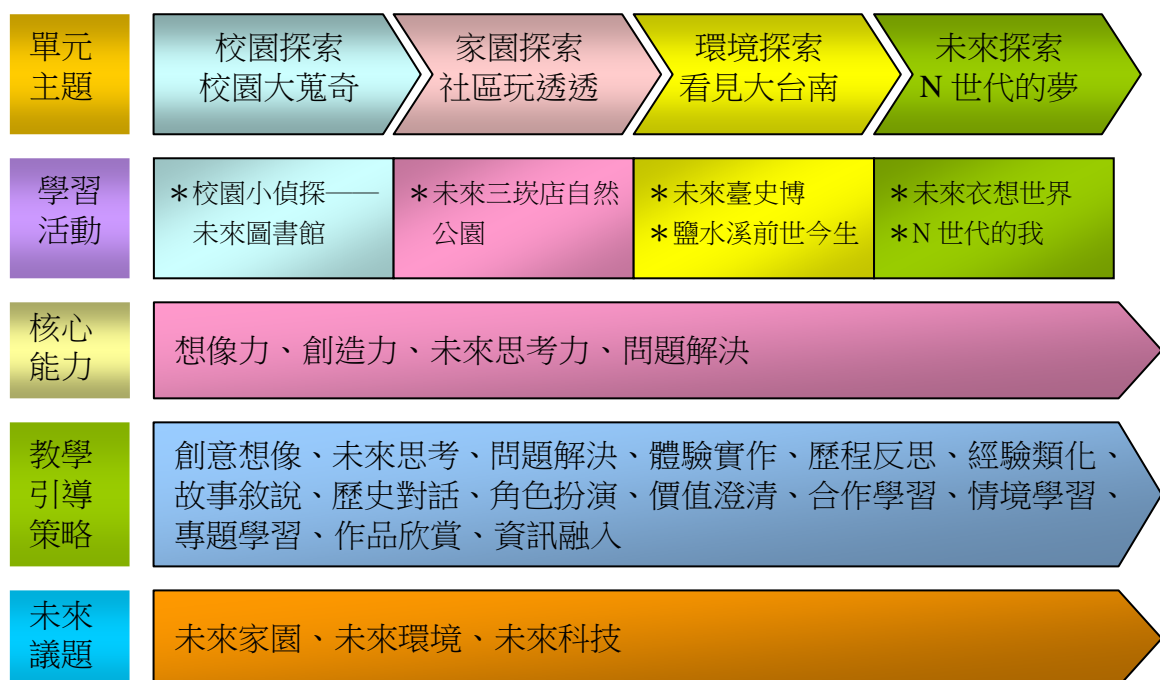 單元
主題
校園探索
校園大蒐奇
家園探索
社區玩透透
環境探索
看見大台南
未來探索
N 世代的夢
學習
活動
＊校園小偵探——
未來圖書館
＊未來三崁店自然
公園
＊未來臺史博
＊鹽水溪前世今生
＊未來衣想世界
＊N 世代的我
核心
能力
想像力、創造力、未來思考力、問題解決
教學
引導
策略
創意想像、未來思考、問題解決、體驗實作、歷程反思、經驗類化、
故事敘說、歷史對話、角色扮演、價值澄清、合作學習、情境學習、
專題學習、作品欣賞、資訊融入
未來
議題
未來家園、未來環境、未來科技